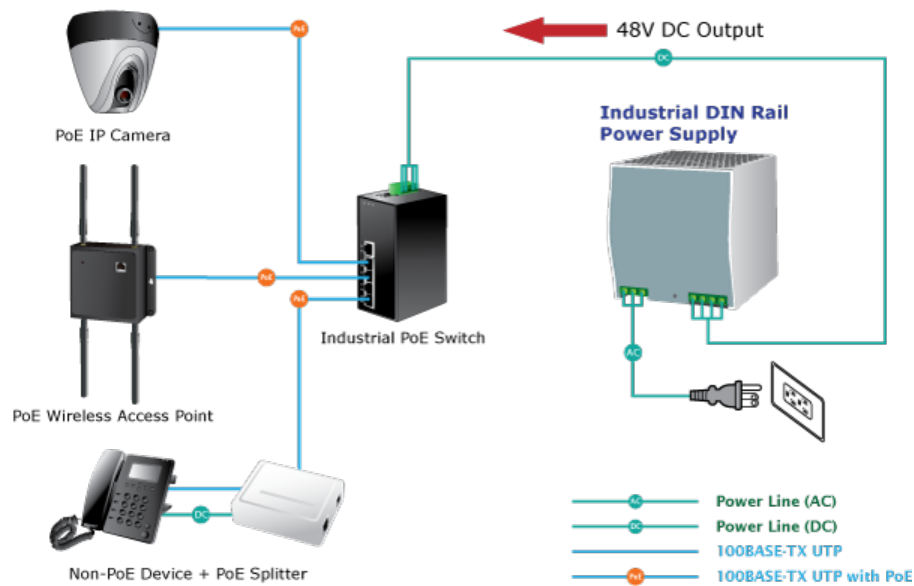 PoE
48V DC Output
DC
PoE IP Camera
Industrial DIN Rail
Power Supply
PoE
PoE
Industrial PoE Switch
AC
PoE Wireless Access Point
DC
Non-PoE Device + PoE Splitter
AC
Power Line (AC)
DC
Power Line (DC)
100BASE-TX UTP
PoE
100BASE-TX UTP with PoE